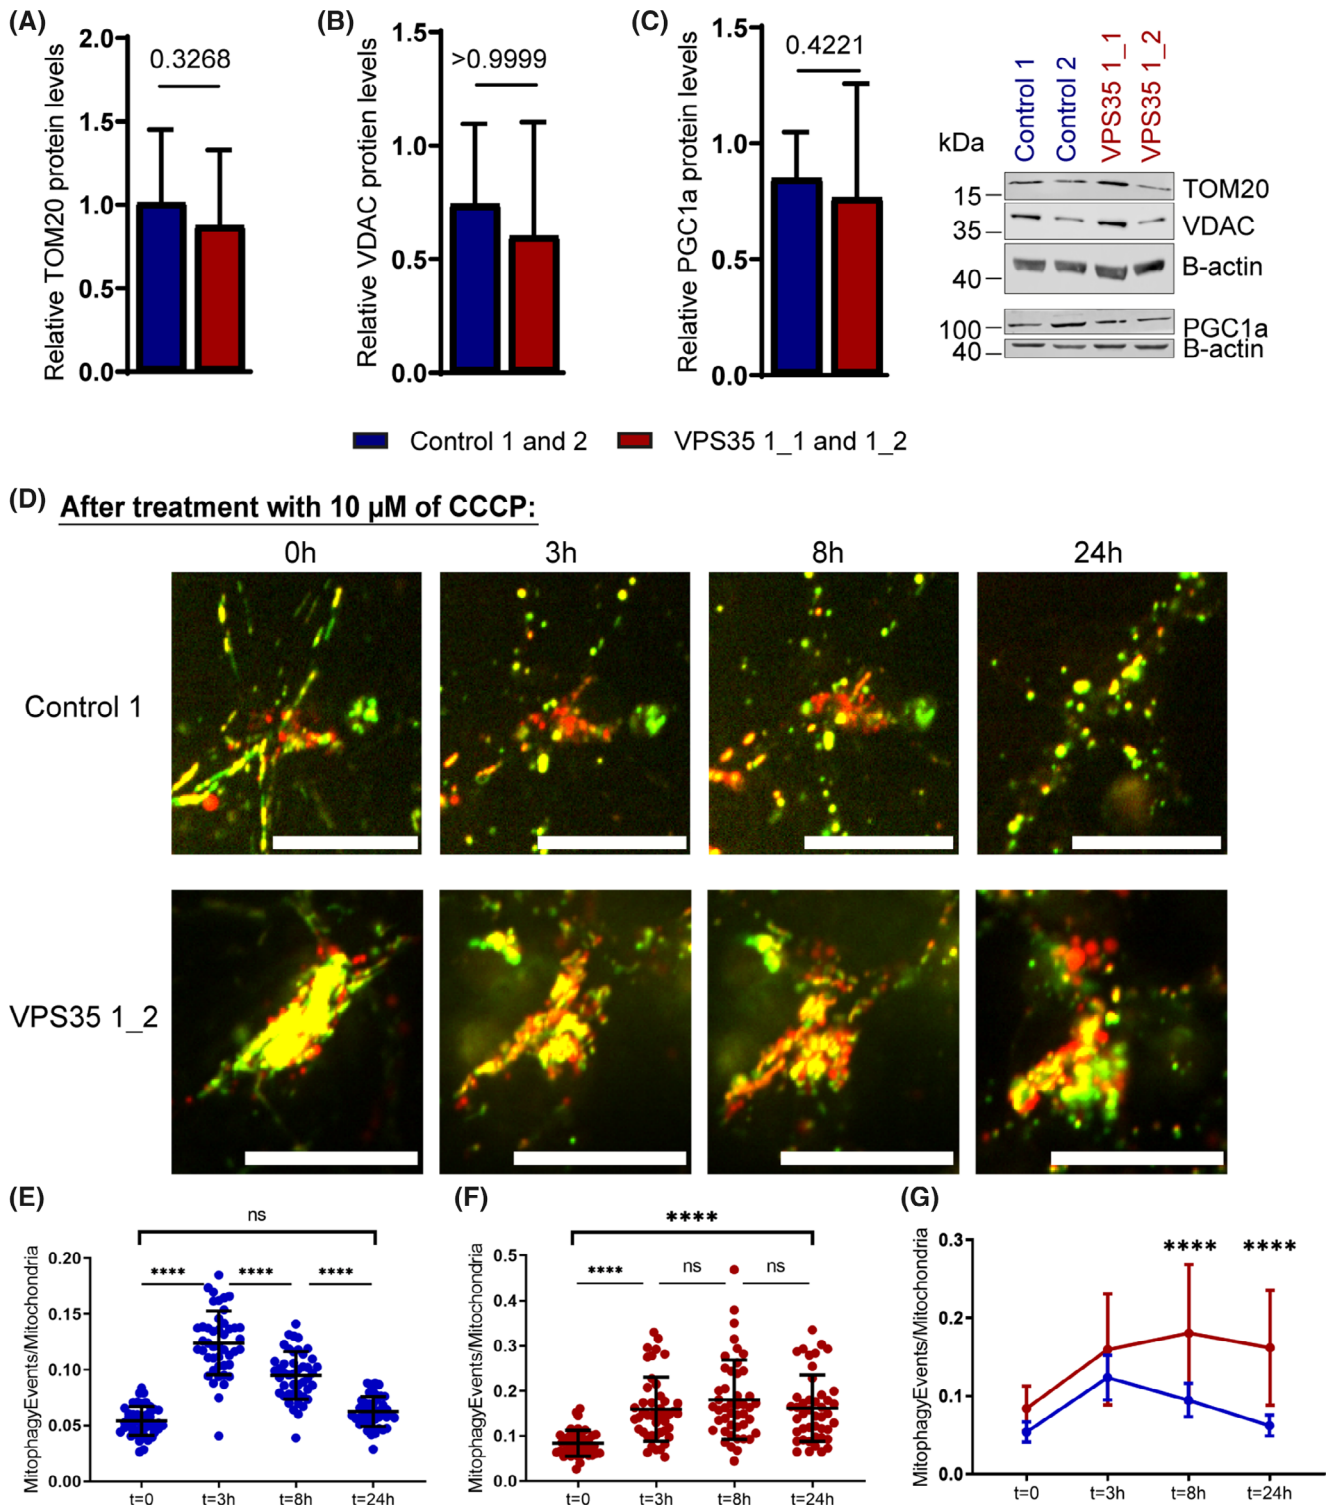 (A)
Relative TOM20 protein levels
2.0
1.5
1.0
0.5
0.0
0.3268
(B)
Relative VDAC protien levels
1.5
1.0
0.5
0.0
>0.9999
(C)
Relative PGC1a protein levels
1.5
1.0
0.5
0.0
0.4221
kDa
Control 1
Control 2
VPS35 1_1
VPS35 1_2
15
TOM20
35
VDAC
40
B-actin
100
PGC1a
40
B-actin
Control 1 and 2
VPS35 1_1 and 1_2
(D)
After treatment with 10 µM of CCCP:
0h
3h
8h
24h
Control 1
VPS35 1_2
(E)
MitophagyEvents/Mitochondria
0.20
0.15
0.10
0.05
0.00
ns
**** **** ****
t=0 t=3h t=8h t=24h
(F)
MitophagyEvents/Mitochondria
0.5
0.4
0.3
0.2
0.1
0.0
****
**** ns ns
t=0 t=3h t=8h t=24h
(G)
MitophagyEvents/Mitochondria
0.3
0.2
0.1
0.0
**** ****
t=0 t=3h t=8h t=24h